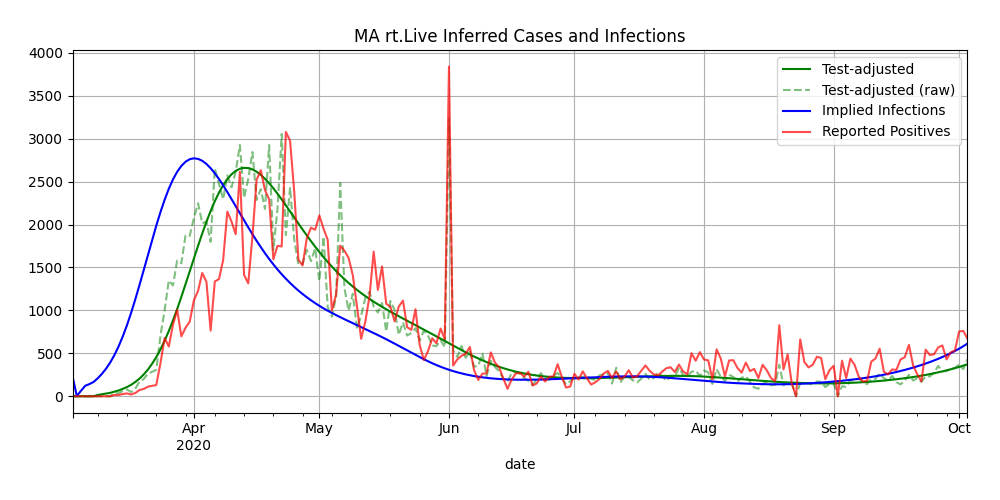 MA rt.Live Inferred Cases and Infections
Test-adjusted
Test-adjusted (raw)
Implied Infections
Reported Positives
4000
3500
3000
2500
2000
1500
1000
500
0
Apr May Jun Jul Aug Sep Oct
2020
date